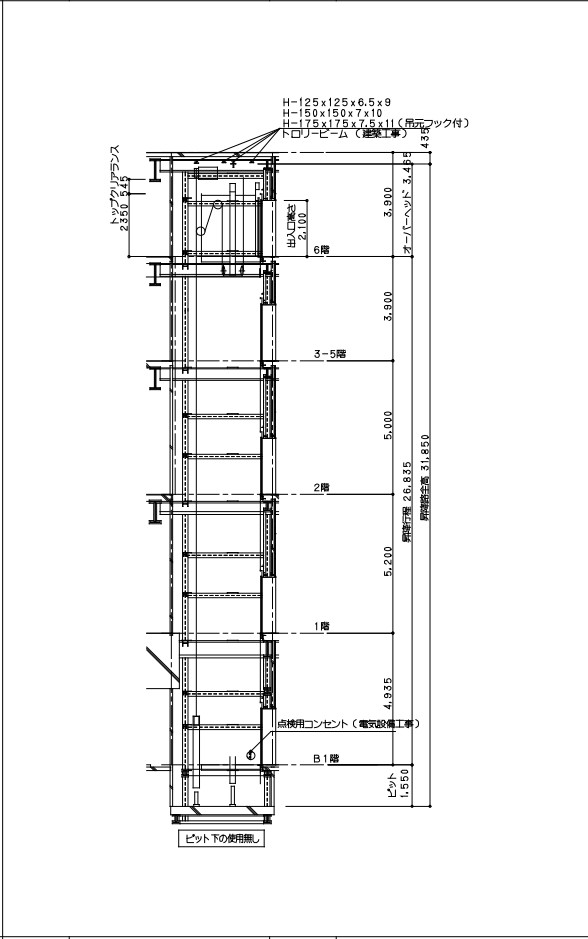 H-125x125x6.5x9
H-150x150x7x10
H-175x175x7.5x11（吊元フック付）
トロリービーム（建築工事）
435
トップクリアランス
2350 545
出入口高さ
2,100
3,900
オーバーヘッド 3,465
6階
3,900
3-5階
5,000
2階
昇降行程 26,835
昇降路全高 31,850
5,200
1階
4,935
点検用コンセント（電気設備工事）
B1階
ピット
1,550
ピット下の使用無し